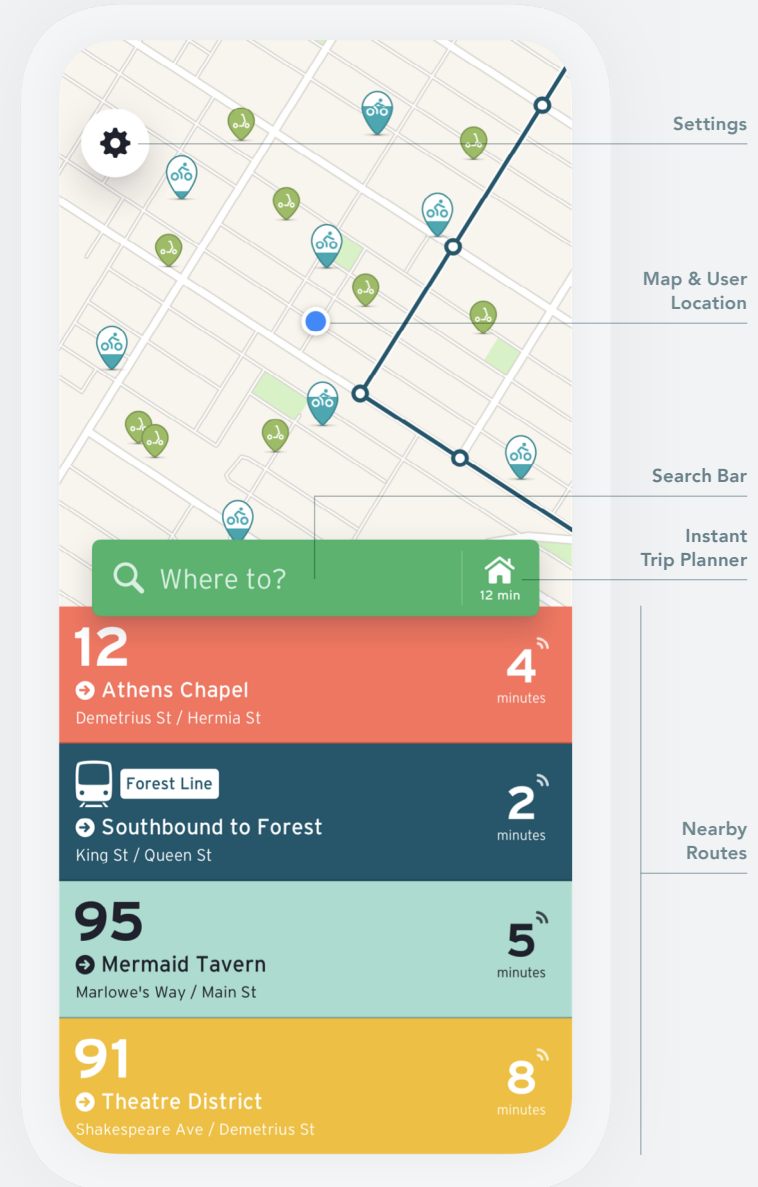 Settings
Map & User
Location
Search Bar
Instant
Trip Planner
Where to?
12 min
12
Athens Chapel
Demetrius St / Hermia St
4
minutes
Forest Line
Southbound to Forest
King St / Queen St
2
minutes
Nearby
Routes
95
Mermaid Tavern
Marlowe's Way / Main St
5
minutes
91
Theatre District
Shakespeare Ave / Demetrius St
8
minutes